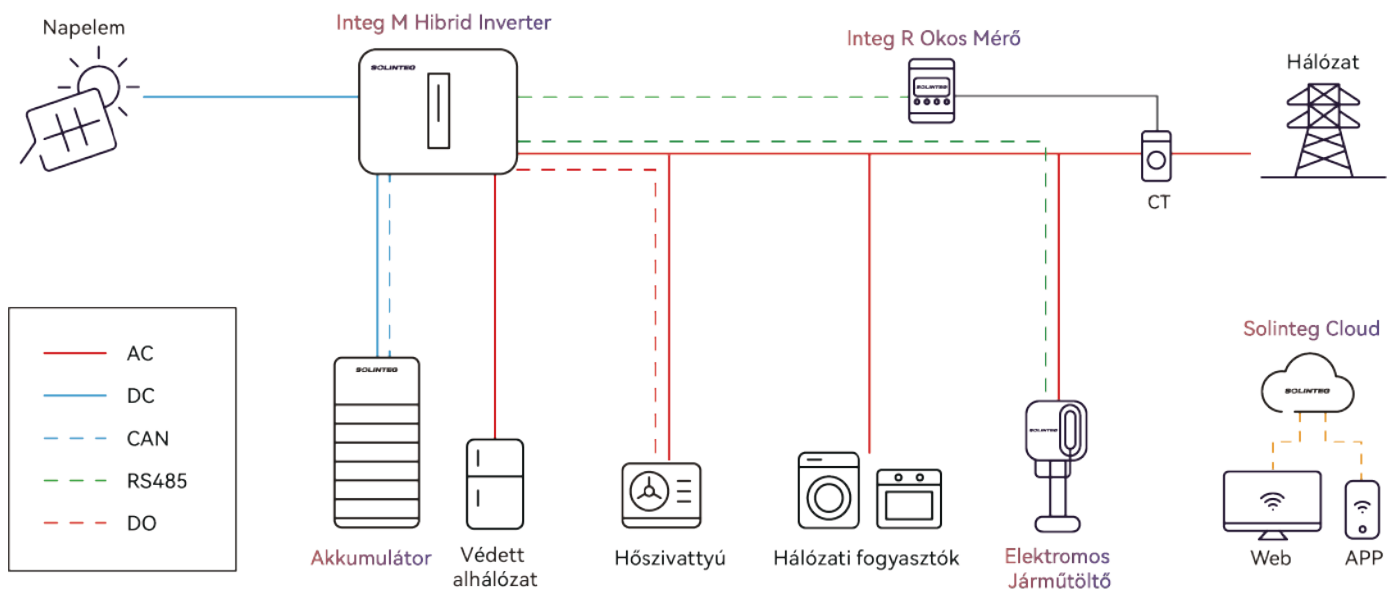 Napelem
Integ M Hibrid Inverter
Integ R Okos Mérő
Hálózat
SOLINTEG
SOLINTEG
CT
Solinteg Cloud
SOLINTEG
AC
DC
CAN
RS485
DO
SOLINTEG
SOLINTEG
Akkumulátor
Védett
alhálózat
Hőszivattyú
Hálózati fogyasztók
Elektromos
Járműtöltő
Web
APP